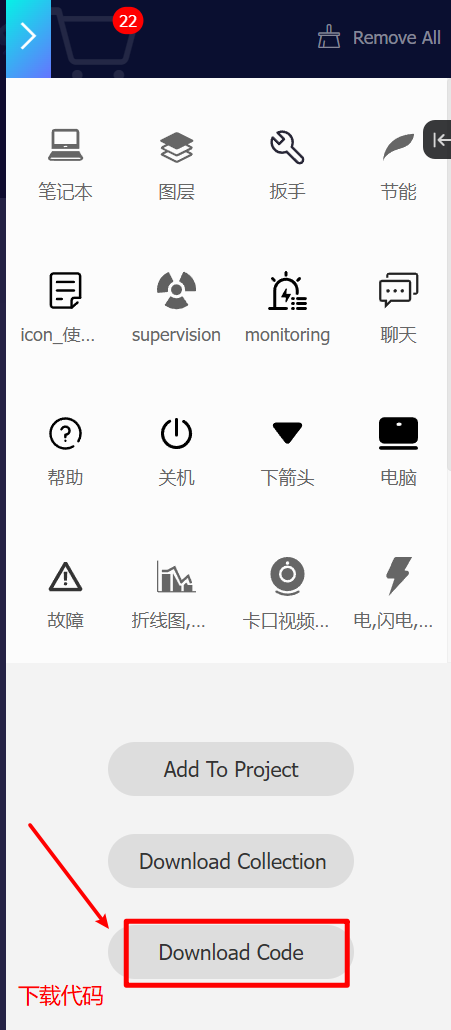 22
Remove All
笔记本 图层 扳手 节能
icon_使... supervision monitoring 聊天
帮助 关机 下箭头 电脑
故障 折线图,... 卡口视频... 电,闪电,...
Add To Project
Download Collection
Download Code
下载代码